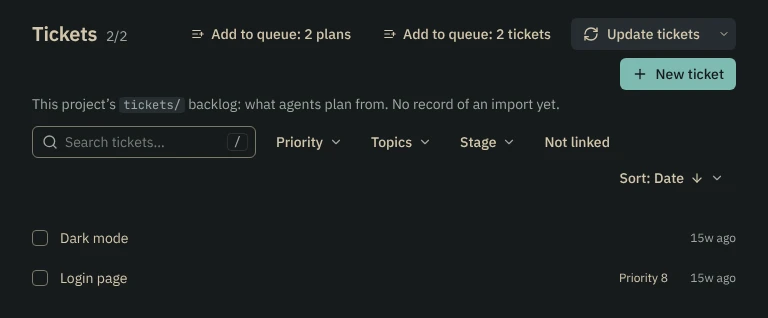 Tickets 2/2
Add to queue: 2 plans
Add to queue: 2 tickets
Update tickets
New ticket
This project’s tickets/ backlog: what agents plan from. No record of an import yet.
Search tickets... /
Priority
Topics
Stage
Not linked
Sort: Date
Dark mode 15w ago
Login page Priority 8 15w ago